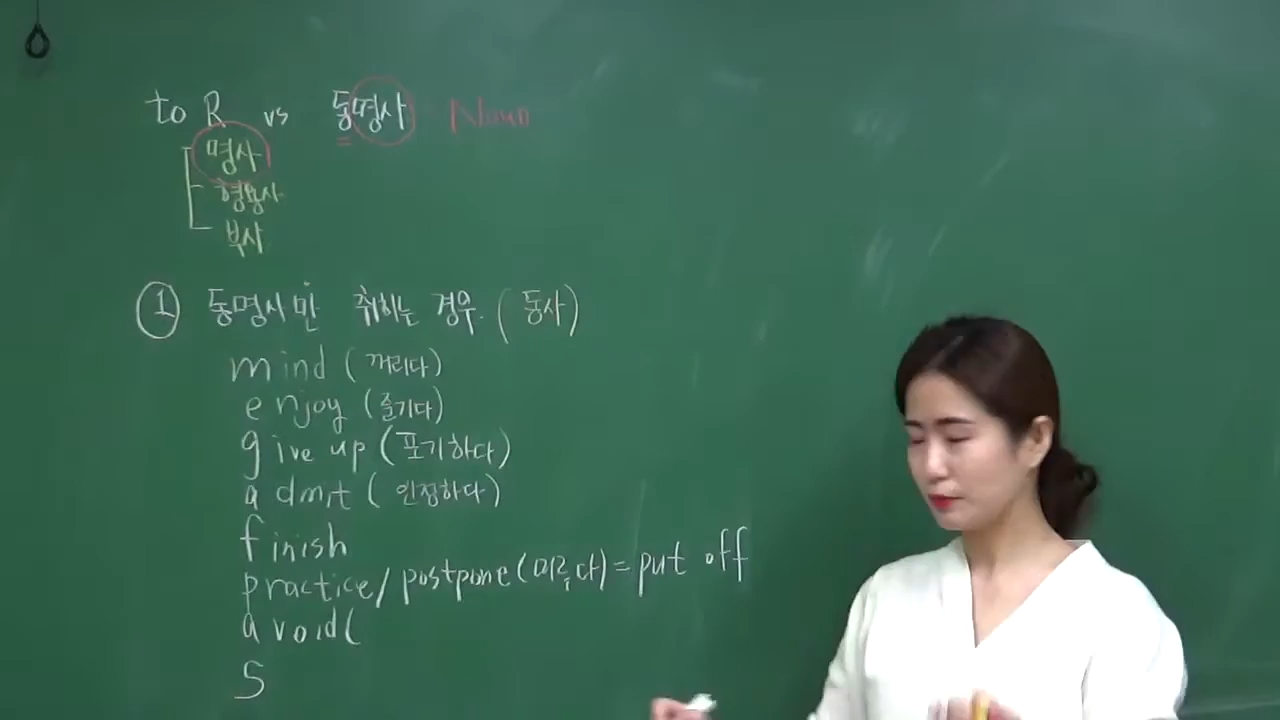 to R vs 동명사 Noun
명사
형용사
부사
① 동명사만 취하는 경우. (동사)
mind (꺼리다)
enjoy (즐기다)
give up (포기하다)
admit (인정하다)
finish
practice/postpone(미루다)=put off
avoid(
S